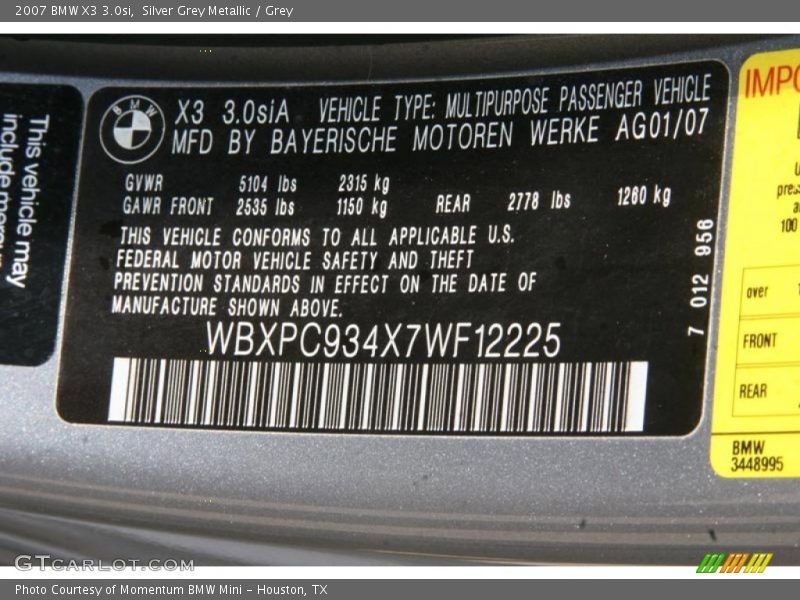 2007 BMW X3 3.0si, Silver Grey Metallic / Grey
This vehicle may
include
BMW
X3 3.0siA VEHICLE TYPE: MULTIPURPOSE PASSENGER VEHICLE
MFD BY BAYERISCHE MOTOREN WERKE AG01/07
GVWR 5104 lbs 2315 kg
GAWR FRONT 2535 lbs 1150 kg REAR 2778 lbs 1260 kg
THIS VEHICLE CONFORMS TO ALL APPLICABLE U.S.
FEDERAL MOTOR VEHICLE SAFETY AND THEFT
PREVENTION STANDARDS IN EFFECT ON THE DATE OF
MANUFACTURE SHOWN ABOVE.
WBXPC934X7WF12225
7 012 956
IMPO
pres
100
over
FRONT
REAR
BMW
3448995
GTCARLOT.COM
Photo Courtesy of Momentum BMW Mini - Houston, TX